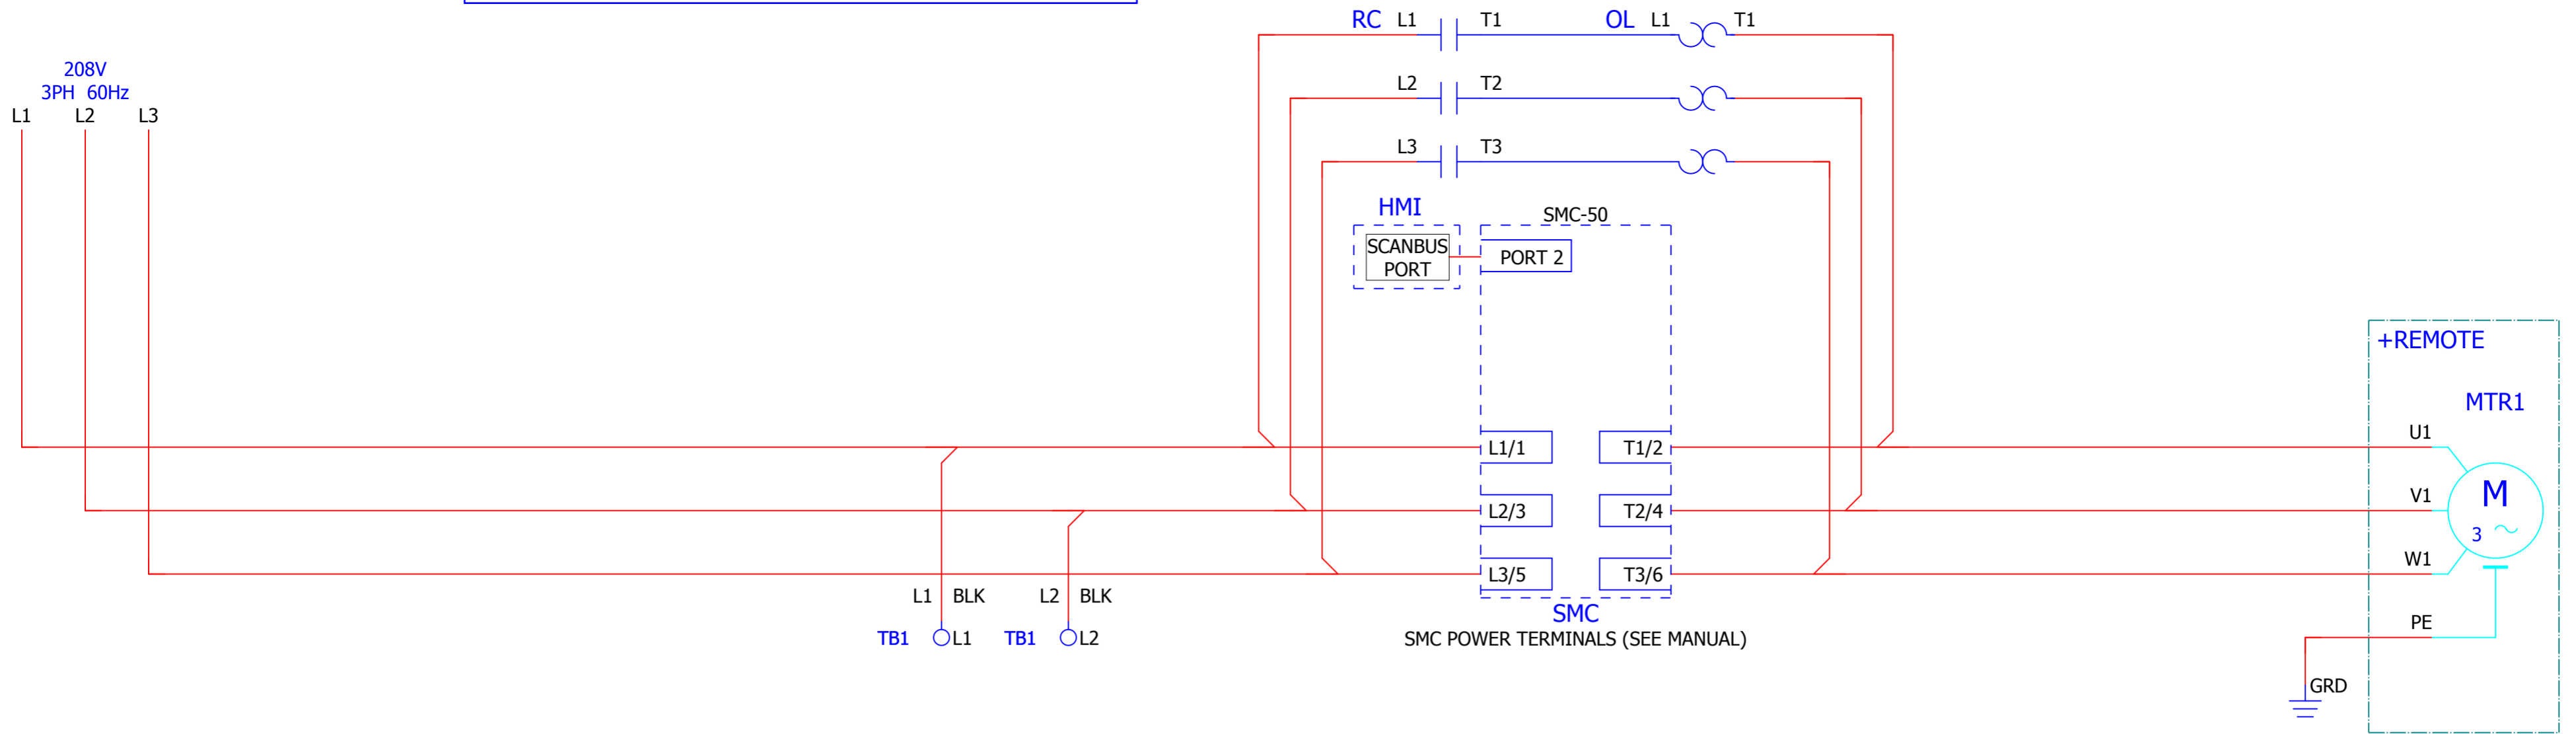 RC L1 T1 OL L1 T1
208V
3PH 60Hz
L1 L2 L3
L2 T2
L3 T3
HMI
SCANBUS
PORT
SMC-50
PORT 2
+REMOTE
MTR1
L1/1 T1/2 U1
L2/3 T2/4 V1
M
3
L3/5 T3/6 W1
L1 BLK L2 BLK
TB1 L1 TB1 L2
SMC
SMC POWER TERMINALS (SEE MANUAL)
PE
GRD